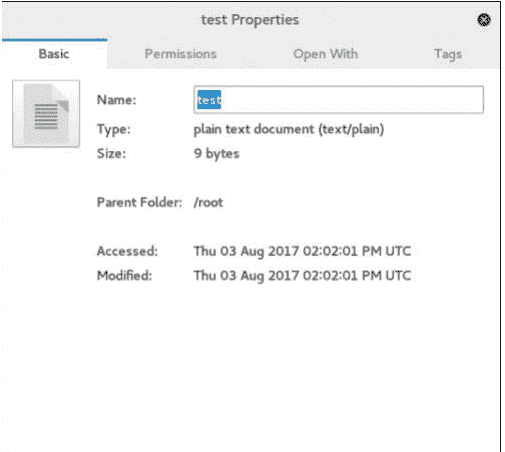 test Properties
Basic Permissions Open With Tags
Name: test
Type: plain text document (text/plain)
Size: 9 bytes
Parent Folder: /root
Accessed: Thu 03 Aug 2017 02:02:01 PM UTC
Modified: Thu 03 Aug 2017 02:02:01 PM UTC